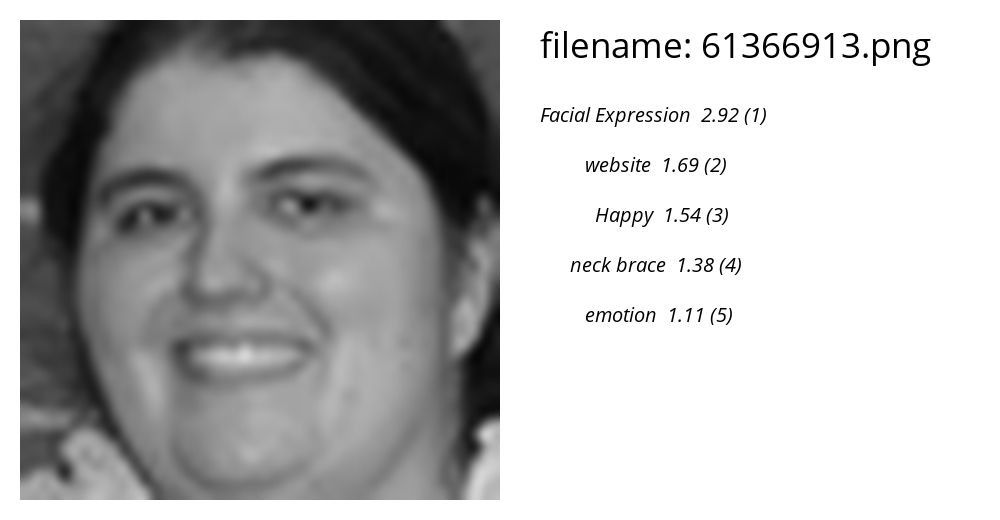 filename: 61366913.png
Facial Expression 2.92 (1)
website 1.69 (2)
Happy 1.54 (3)
neck brace 1.38 (4)
emotion 1.11 (5)